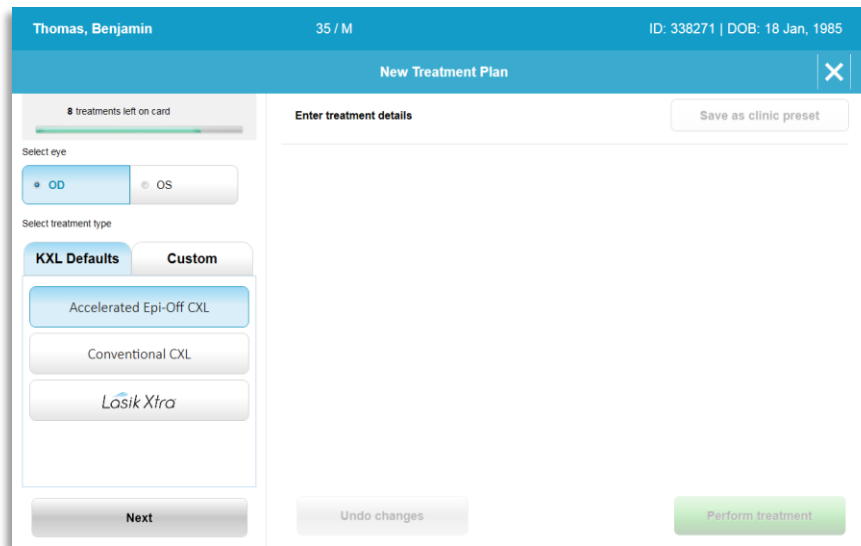 Thomas, Benjamin 35 / M ID: 338271 | DOB: 18 Jan, 1985
New Treatment Plan
8 treatments left on card
Enter treatment details
Save as clinic preset
Select eye
OD
OS
Select treatment type
KXL Defaults
Custom
Accelerated Epi-Off CXL
Conventional CXL
Lasik Xtra
Next
Undo changes
Perform treatment